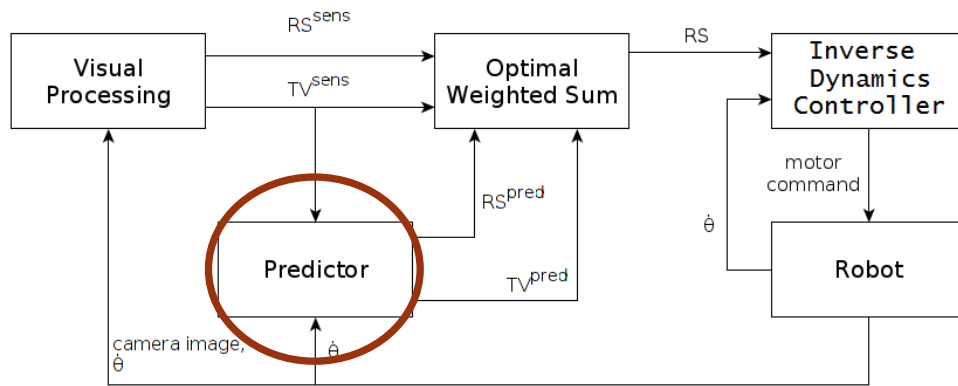 RS^sens
RS
Visual
Processing
TV^sens
Optimal
Weighted Sum
Inverse
Dynamics
Controller
motor
command
RS^pred
θ̇
Predictor
TV^pred
Robot
camera image,
θ̇
θ̇